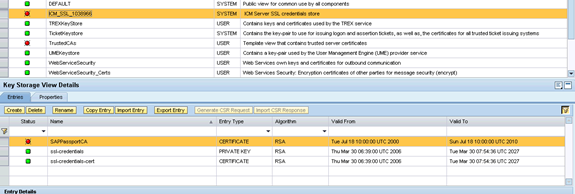 DEFAULT SYSTEM Public view for common use by all components
ICM_SSL_1038966 SYSTEM ICM Server SSL credentials store
TREXKeyStore USER Contains keys and certificates used by the TREX service
TicketKeystore SYSTEM Contains the key-pair to use for issuing logon and assertion tickets, as well as, the certificates for all trusted ticket issuing systems
TrustedCAs USER Template view that contains trusted server certificates
UMEKeystore USER Contains a key-pair used by the User Management Engine (UME) provider service
WebServiceSecurity USER Web Services own keys and certificates for outbound communication
WebServiceSecurity_Certs USER Web Services Security: Encryption certificates of other parties for message security (encrypt)
Key Storage View Details
Entries Properties
Create Delete Rename Copy Entry Import Entry Export Entry Generate CSR Request Import CSR Response
Status Name Entry Type Algorithm Valid From Valid To
SAPPassportCA CERTIFICATE RSA Tue Jul 18 10:00:00 UTC 2000 Sun Jul 18 10:00:00 UTC 2010
ssl-credentials PRIVATE KEY RSA Thu Mar 30 06:39:00 UTC 2006 Tue Mar 30 07:54:36 UTC 2027
ssl-credentials-cert CERTIFICATE RSA Thu Mar 30 06:39:00 UTC 2006 Tue Mar 30 07:54:36 UTC 2027
Entry Details